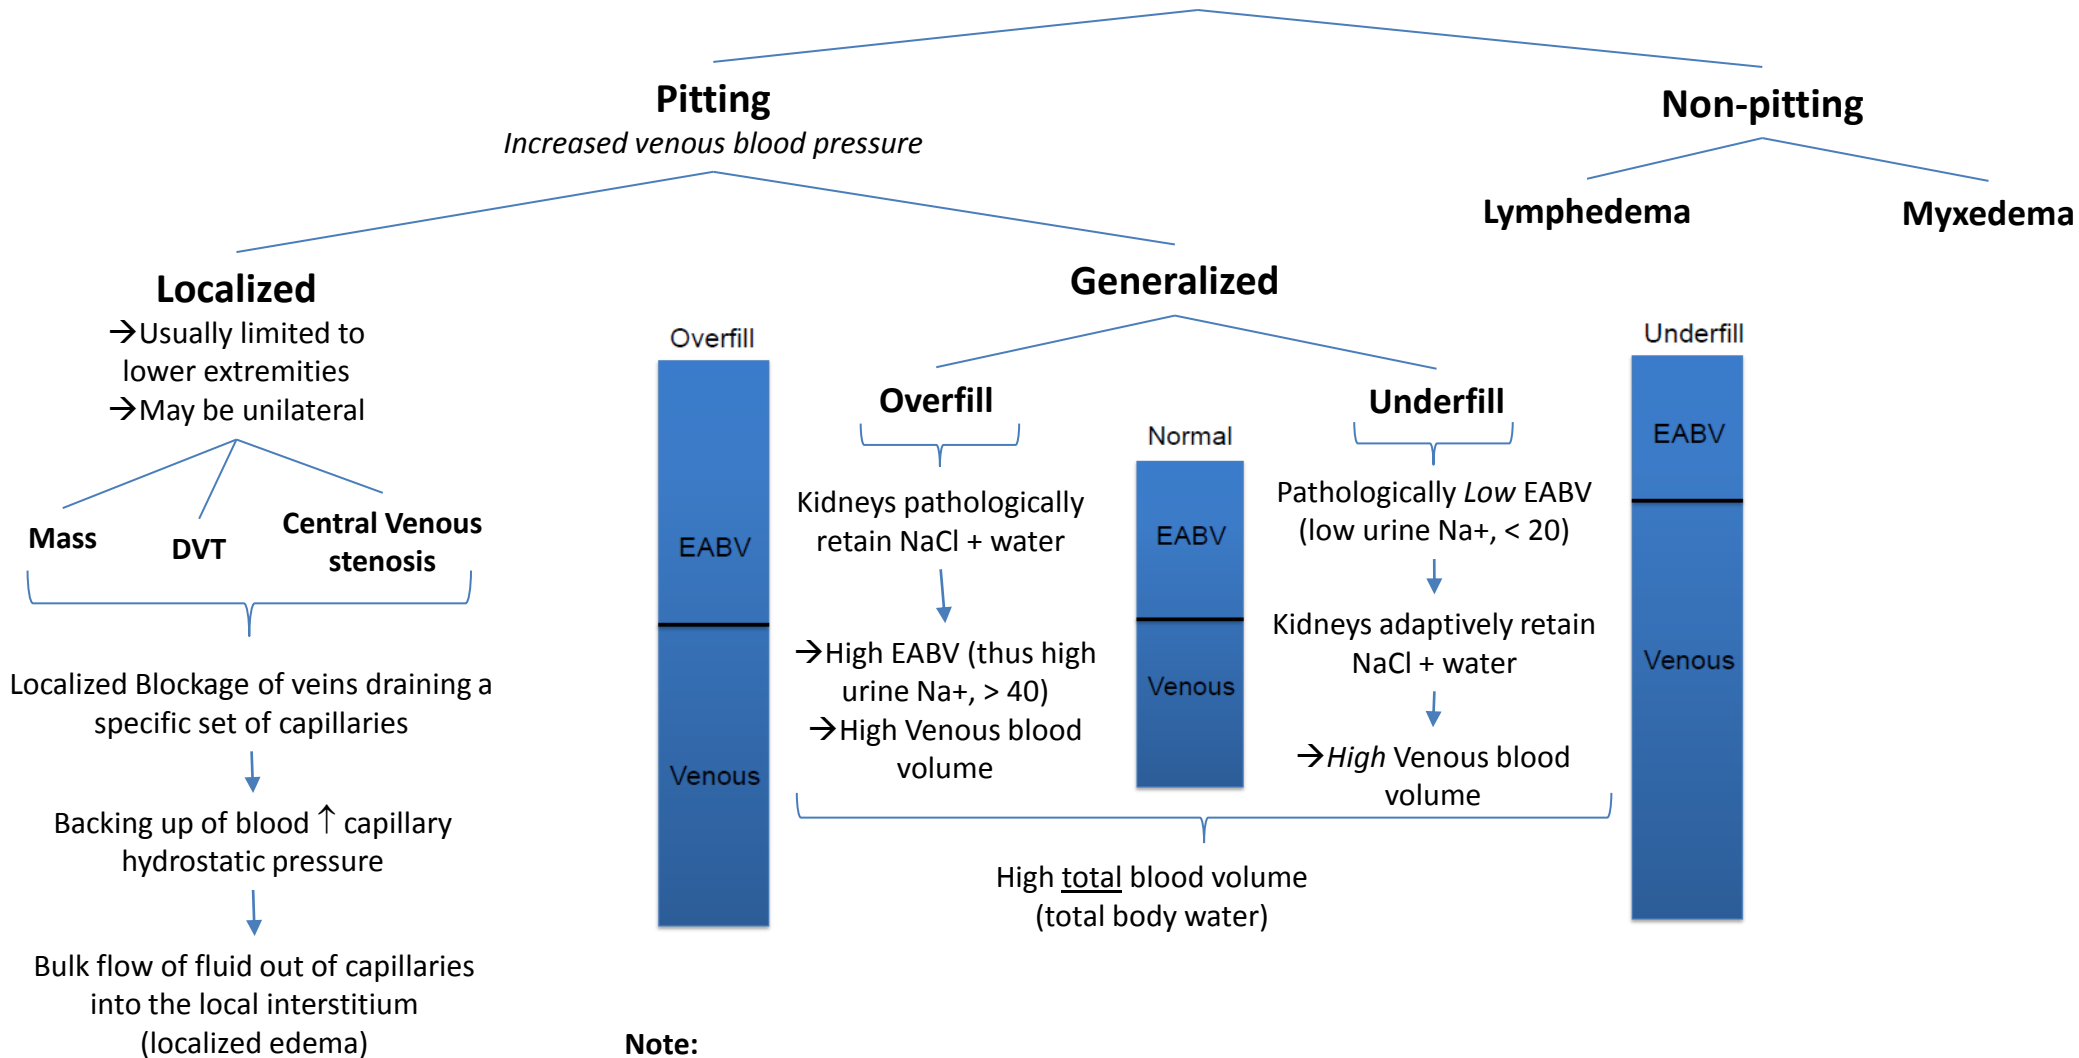 Pitting
Increased venous blood pressure
Non-pitting
Lymphedema
Myxedema
Localized
→Usually limited to
lower extremities
→May be unilateral
Mass
DVT
Central Venous
stenosis
Localized Blockage of veins draining a
specific set of capillaries
Backing up of blood ↑ capillary
hydrostatic pressure
Bulk flow of fluid out of capillaries
into the local interstitium
(localized edema)
Generalized
Overfill
EABV
Venous
Overfill
Kidneys pathologically
retain NaCl + water
→High EABV (thus high
urine Na+, > 40)
→High Venous blood
volume
Normal
EABV
Venous
Underfill
Pathologically Low EABV
(low urine Na+, < 20)
Kidneys adaptively retain
NaCl + water
→High Venous blood
volume
Underfill
EABV
Venous
High total blood volume
(total body water)
Note: